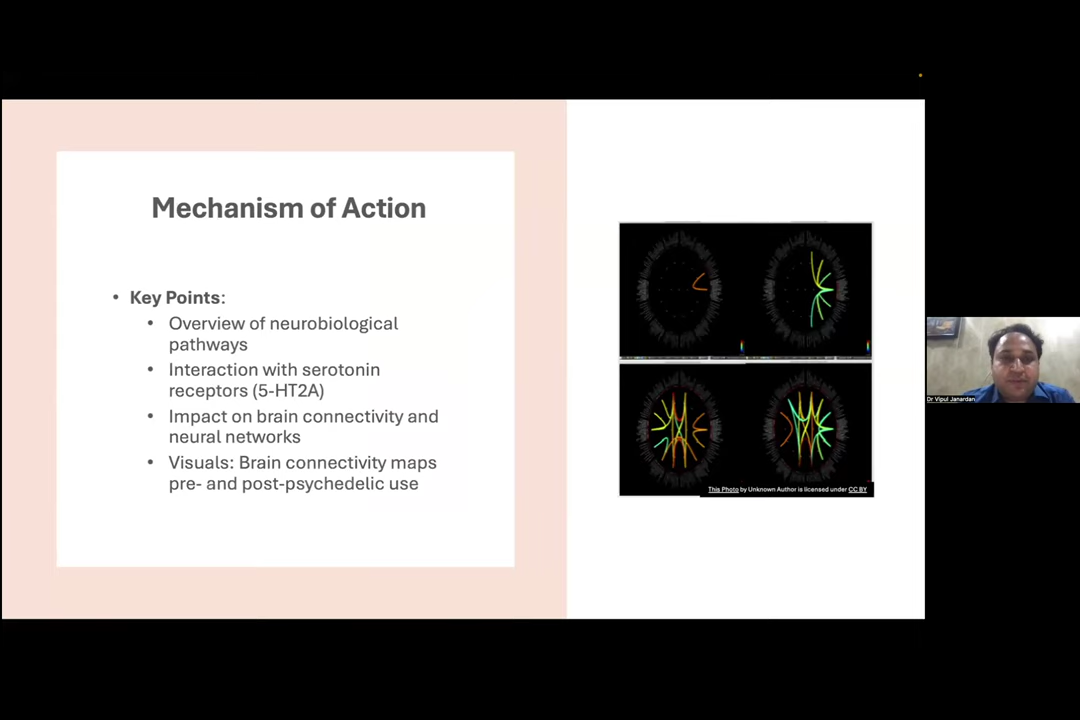 Mechanism of Action
• Key Points:
• Overview of neurobiological
pathways
• Interaction with serotonin
receptors (5-HT2A)
• Impact on brain connectivity and
neural networks
• Visuals: Brain connectivity maps
pre- and post-psychedelic use
This Photo by Unknown Author is licensed under CC BY
Dr Vipul Janardan